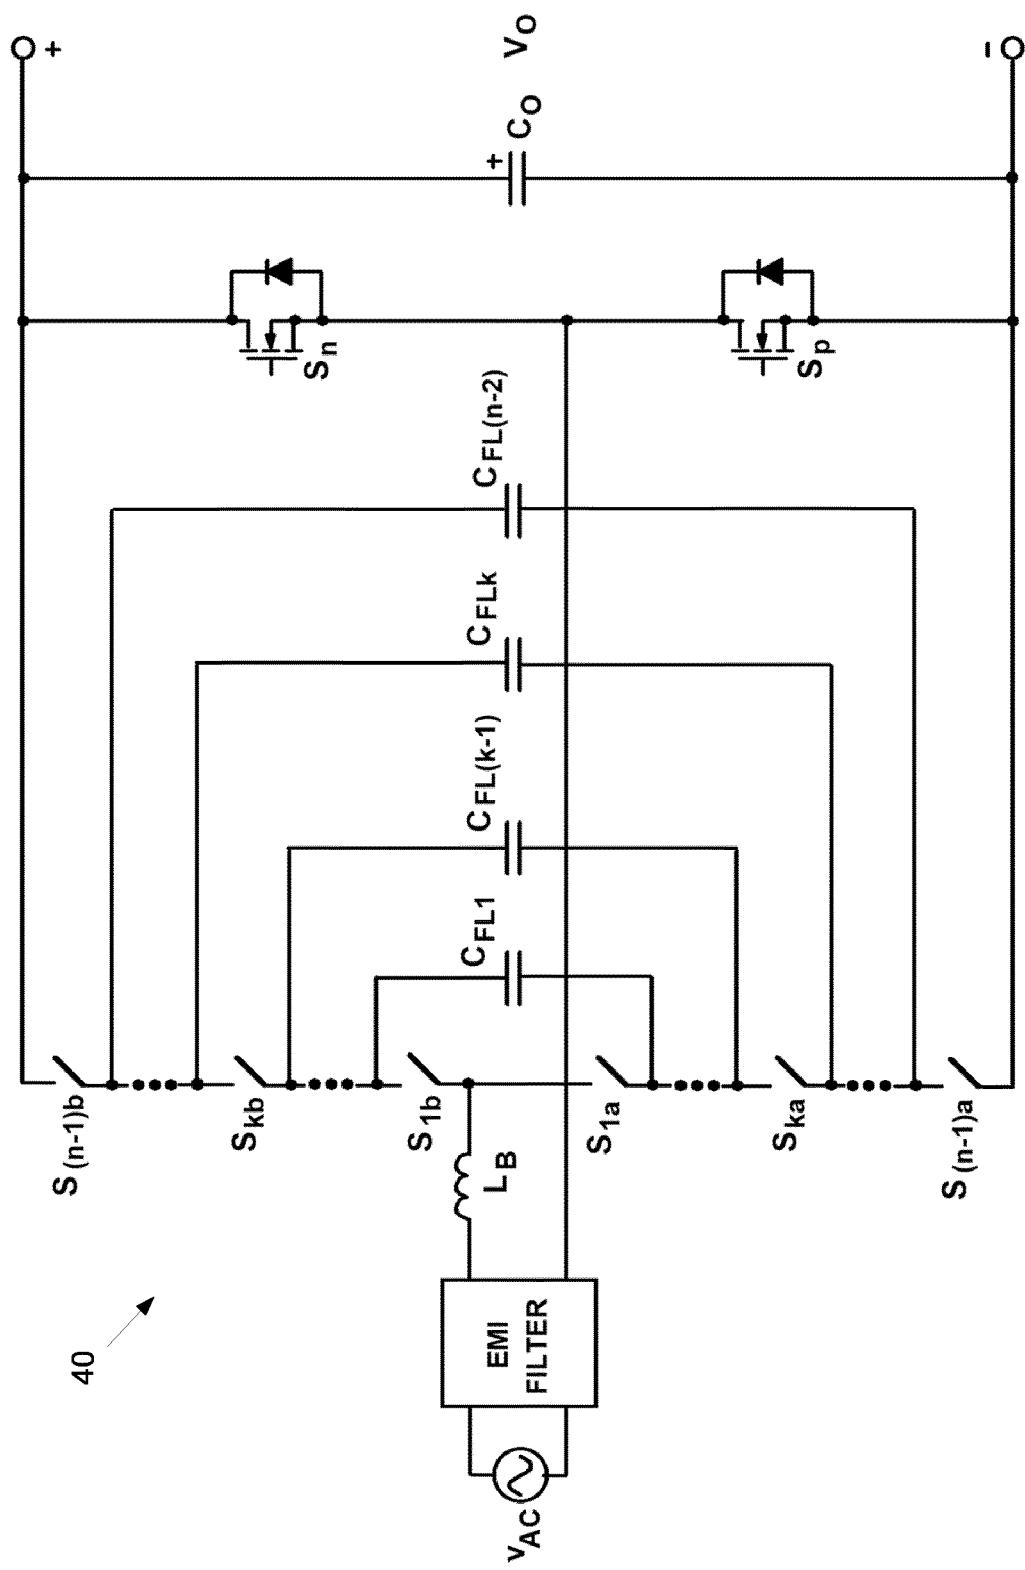 40
vAC
EMI
FILTER
LB
S(n-1)b
Skb
S1b
S1a
Ska
S(n-1)a
CFL1
CFL(k-1)
CFLk
CFL(n-2)
Sn
Sp
+
CO
+
VO
−